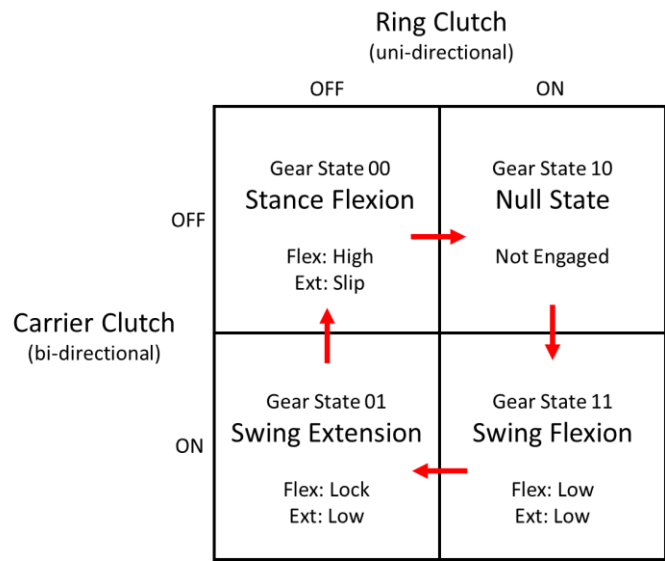 Ring Clutch
(uni-directional)
OFF
ON
Gear State 00
Stance Flexion
Flex: High
Ext: Slip
Gear State 10
Null State
Not Engaged
OFF
Carrier Clutch
(bi-directional)
ON
Gear State 01
Swing Extension
Flex: Lock
Ext: Low
Gear State 11
Swing Flexion
Flex: Low
Ext: Low